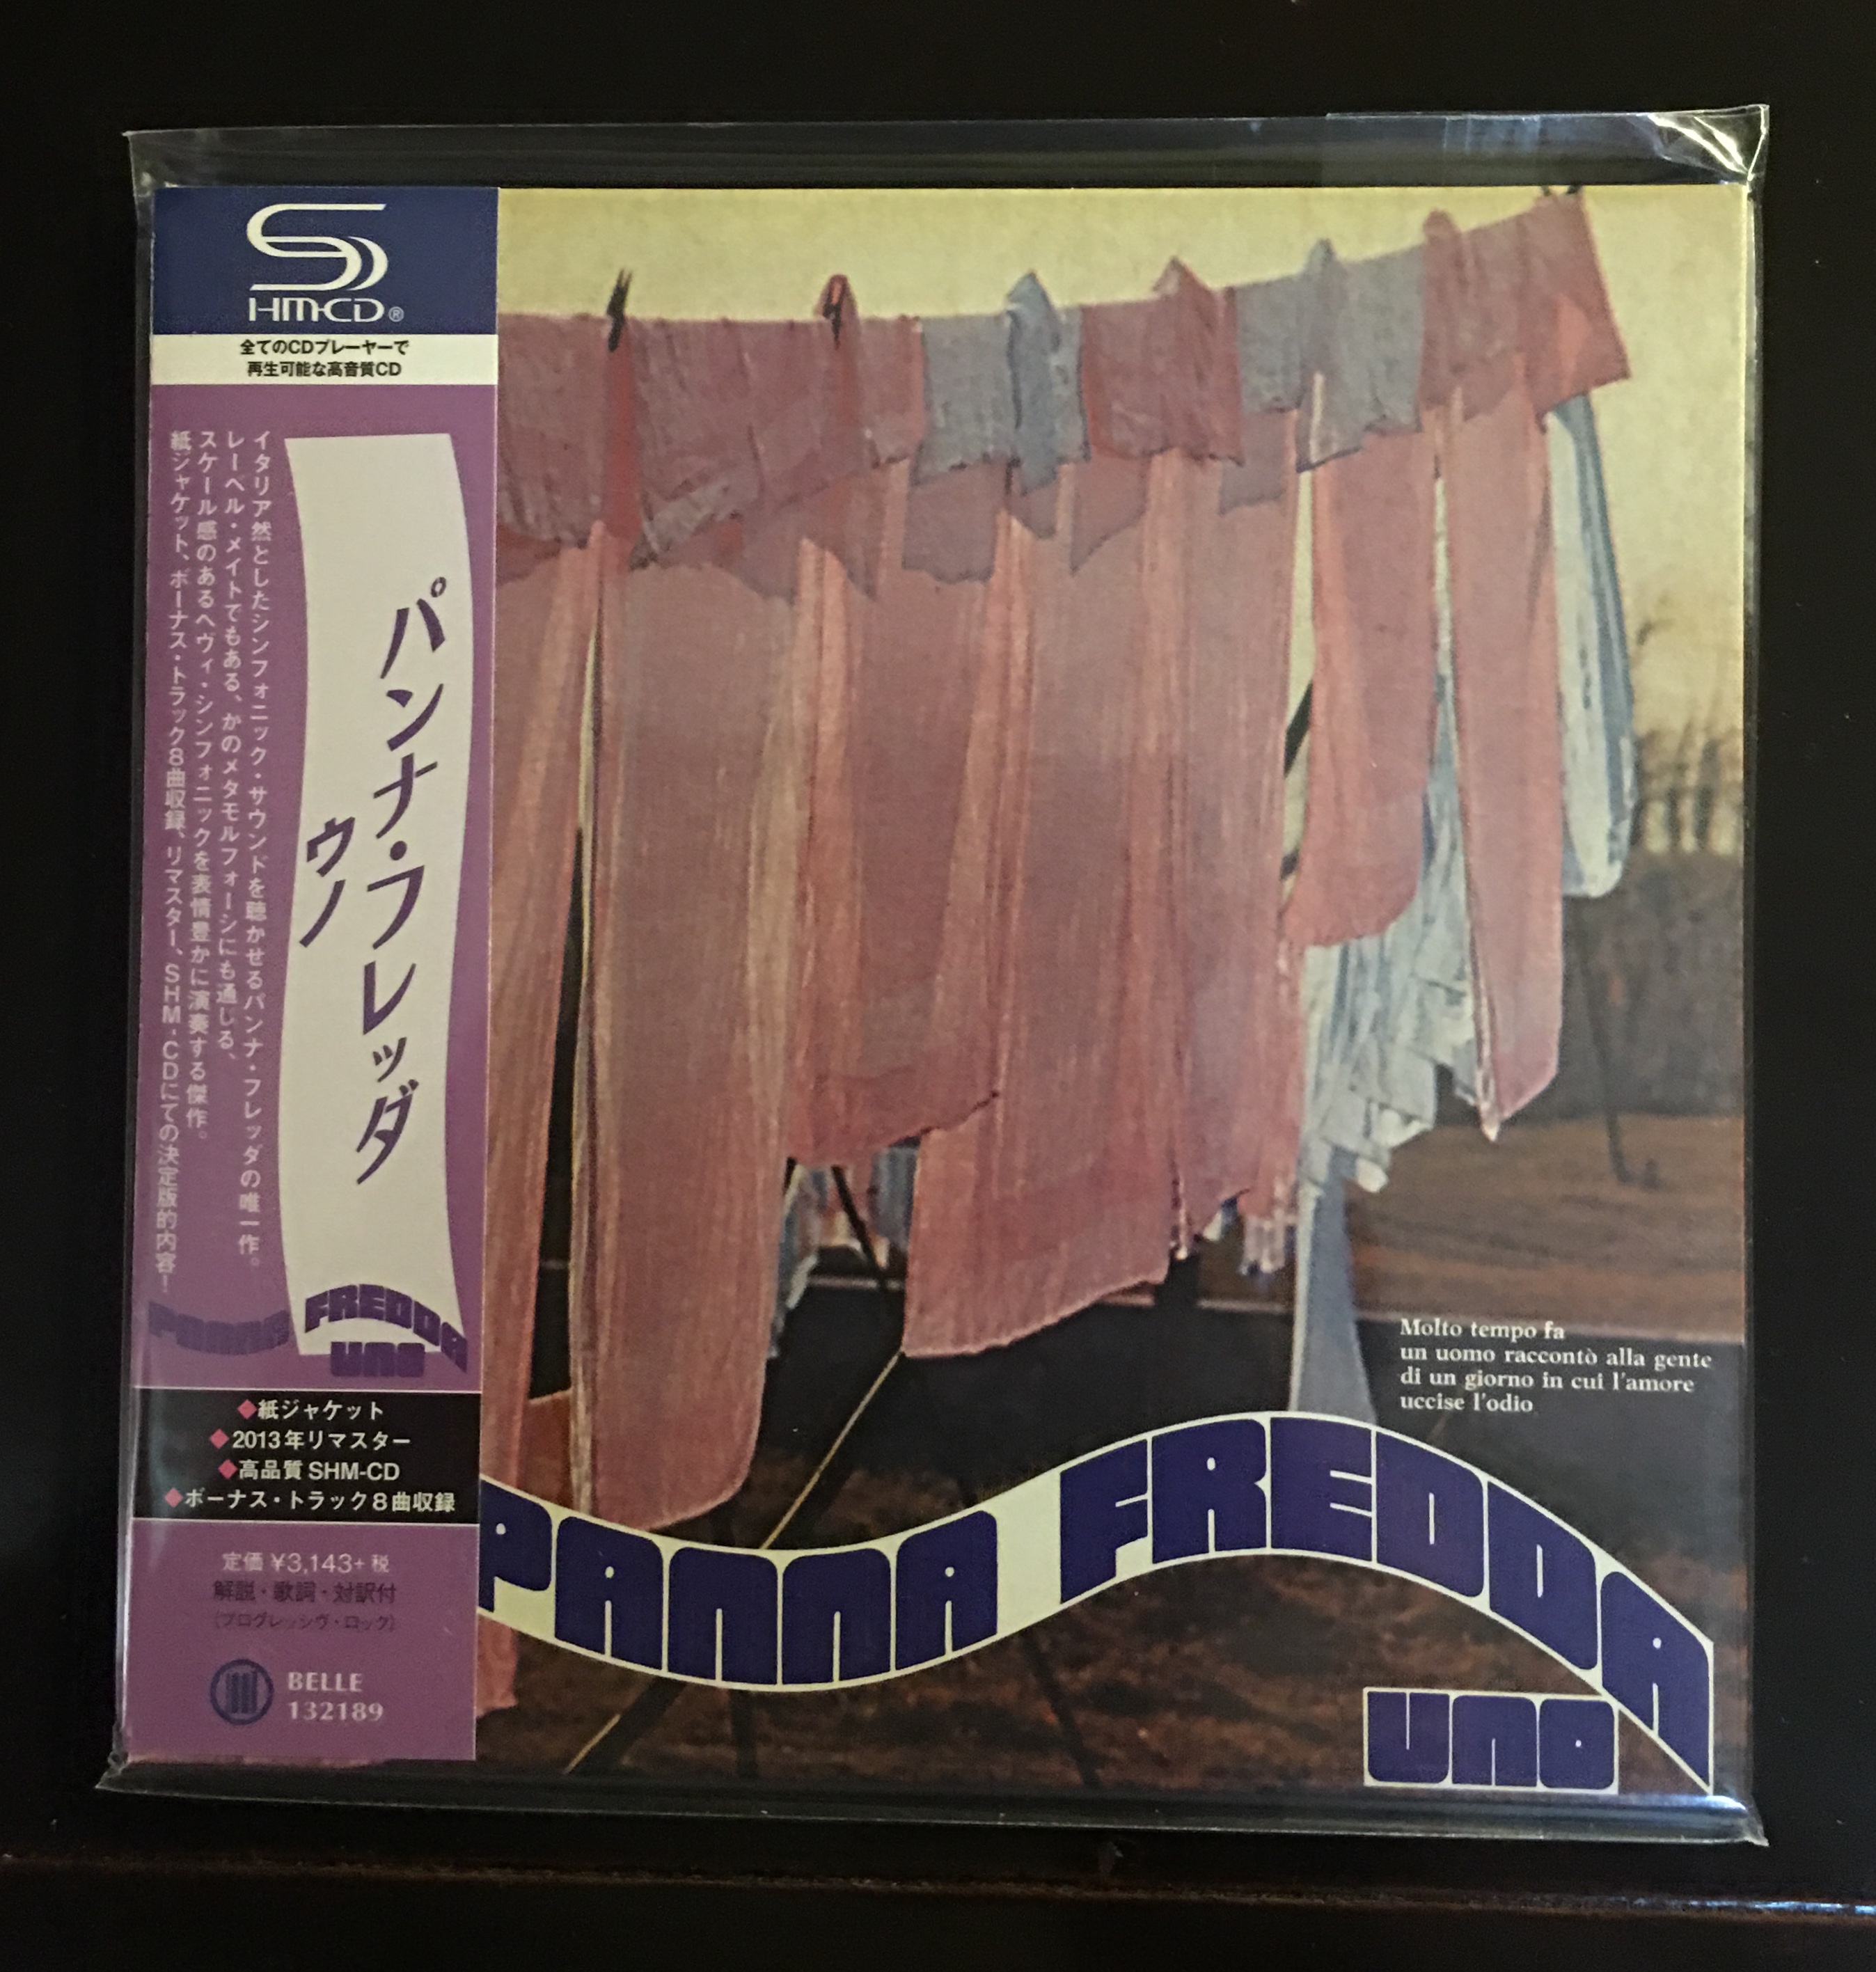 SHM-CD®
全てのCDプレーヤーで
再生可能な高音質CD
イタリア然としたシンフォニック・サウンドを聴かせるパンナ・フレッダの唯一作。
レーベル・メイトでもある、かのメタモルフォーシにも通じる、
スケール感のあるヘヴィ・シンフォニックを表情豊かに演奏する傑作。
紙ジャケット、ボーナス・トラック8曲収録、リマスター、SHM-CDにての決定版的内容!
パンナ・フレッダ
ウノ
PANNA FREDDA
UNO
◆紙ジャケット
◆2013年リマスター
◆高品質SHM-CD
◆ボーナス・トラック8曲収録
定価 ¥3,143+税
解説・歌詞・対訳付
(プログレッシヴ・ロック)
BELLE
132189
Molto tempo fa
un uomo raccontò alla gente
di un giorno in cui l'amore
uccise l'odio
PANNA FREDDA
UNO